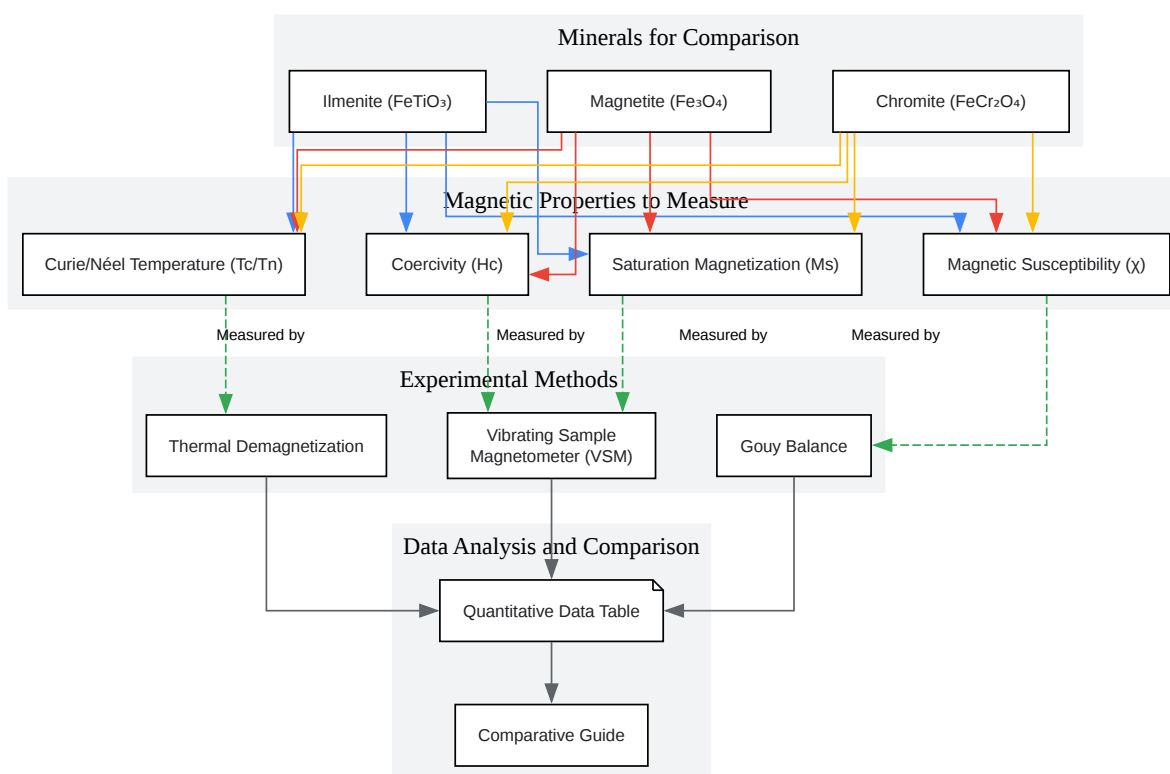 Minerals for Comparison
Ilmenite (FeTiO₃)
Magnetite (Fe₃O₄)
Chromite (FeCr₂O₄)
Magnetic Properties to Measure
Curie/Néel Temperature (Tc/Tn)
Coercivity (Hc)
Saturation Magnetization (Ms)
Magnetic Susceptibility (χ)
Measured by
Measured by
Measured by
Measured by
Experimental Methods
Thermal Demagnetization
Vibrating Sample
Magnetometer (VSM)
Gouy Balance
Data Analysis and Comparison
Quantitative Data Table
Comparative Guide